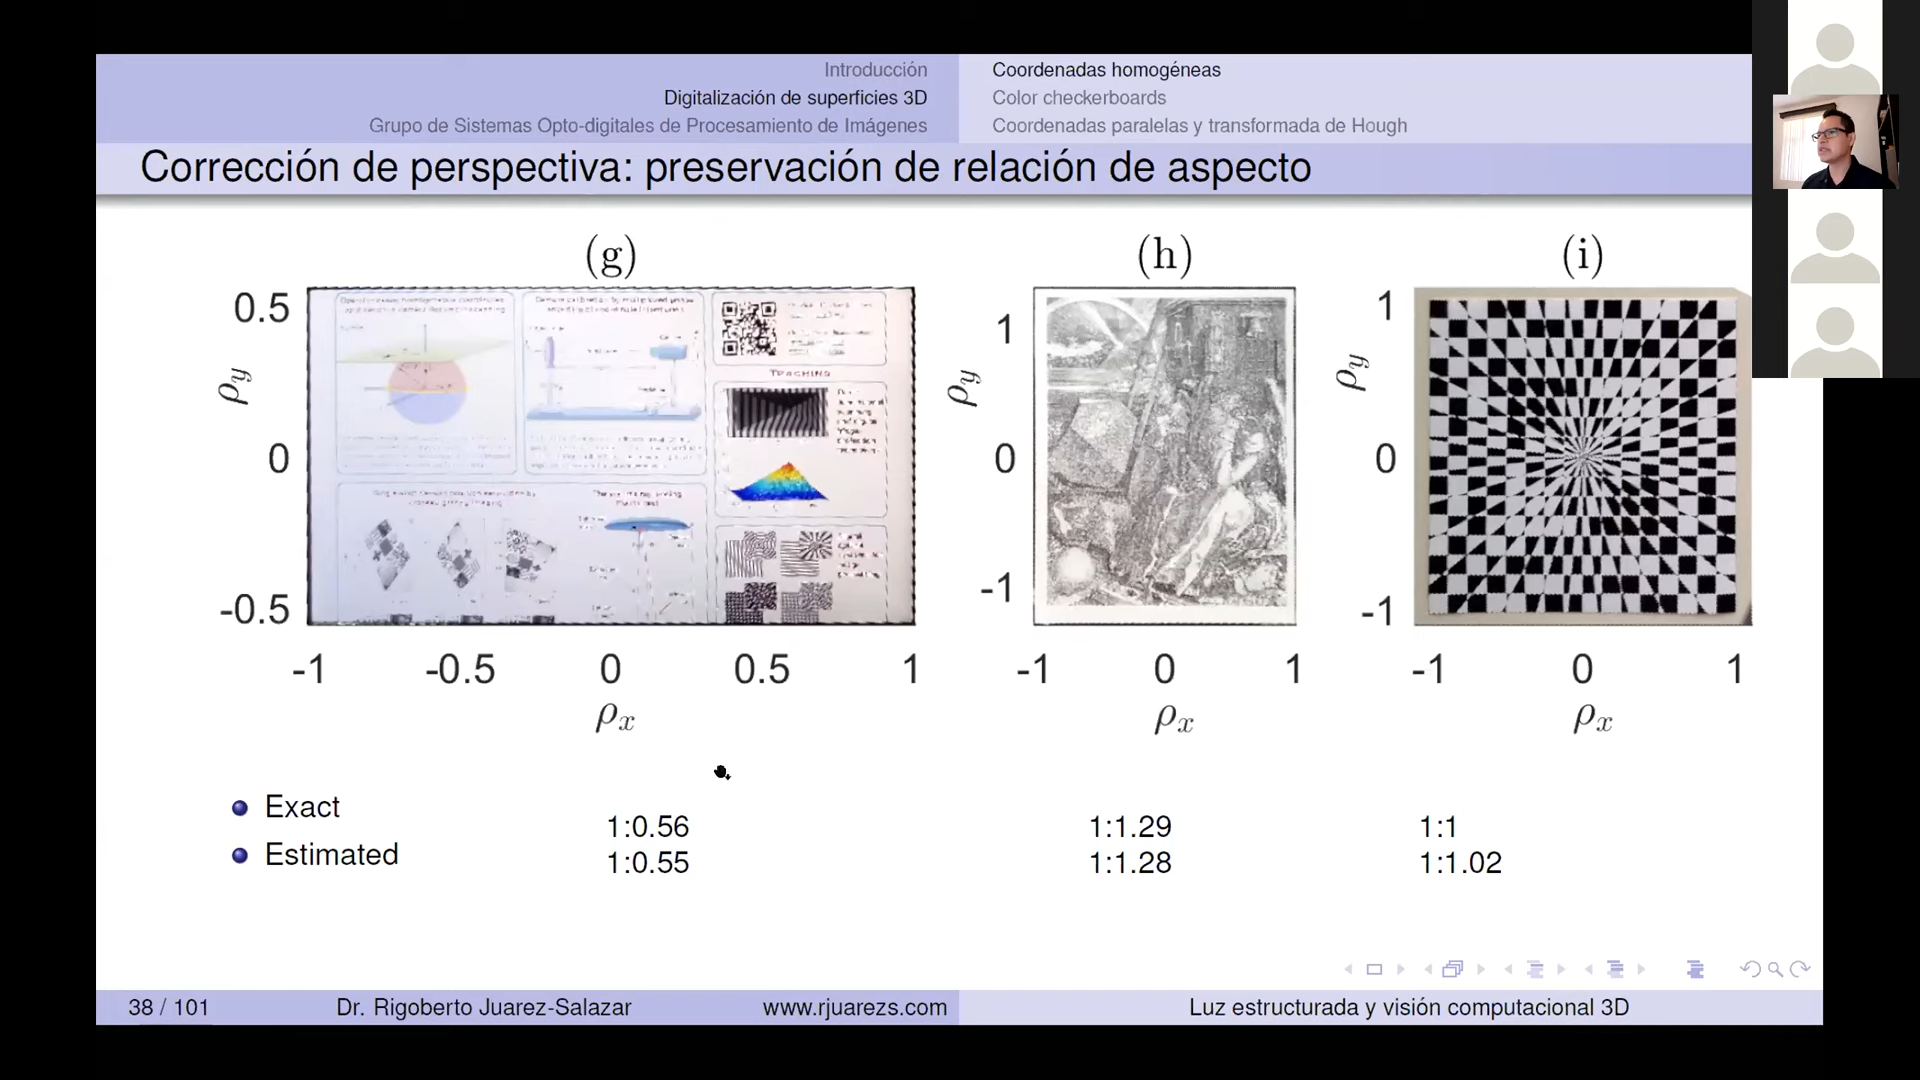 Introducción
Digitalización de superficies 3D
Grupo de Sistemas Opto-digitales de Procesamiento de Imágenes
Coordenadas homogéneas
Color checkerboards
Coordenadas paralelas y transformada de Hough
Corrección de perspectiva: preservación de relación de aspecto
(g)
0.5
0
-0.5
ρy
-1 -0.5 0 0.5 1
ρx
TEACHING
(h)
1
0
-1
ρy
-1 0 1
ρx
(i)
1
0
-1
ρy
-1 0 1
ρx
Exact 1:0.56 1:1.29 1:1
Estimated 1:0.55 1:1.28 1:1.02
38 / 101 Dr. Rigoberto Juarez-Salazar www.rjuarezs.com Luz estructurada y visión computacional 3D